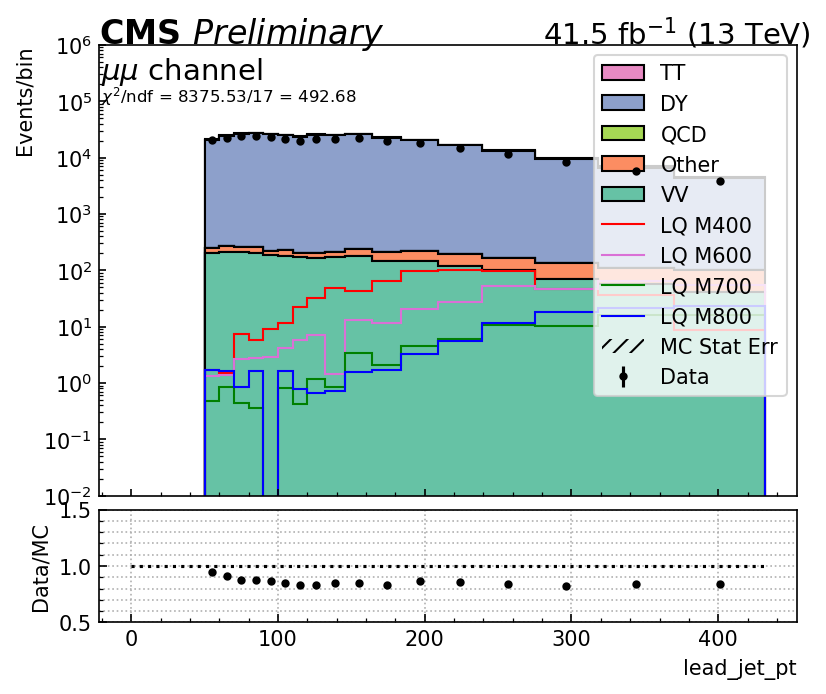 CMS Preliminary 41.5 fb⁻¹ (13 TeV)
μμ channel
χ²/ndf = 8375.53/17 = 492.68
Events/bin
10⁶
10⁵
10⁴
10³
10²
10¹
10⁰
10⁻¹
10⁻²
TT
DY
QCD
Other
VV
LQ M400
LQ M600
LQ M700
LQ M800
MC Stat Err
Data
Data/MC
1.5
1.0
0.5
0 100 200 300 400
lead_jet_pt